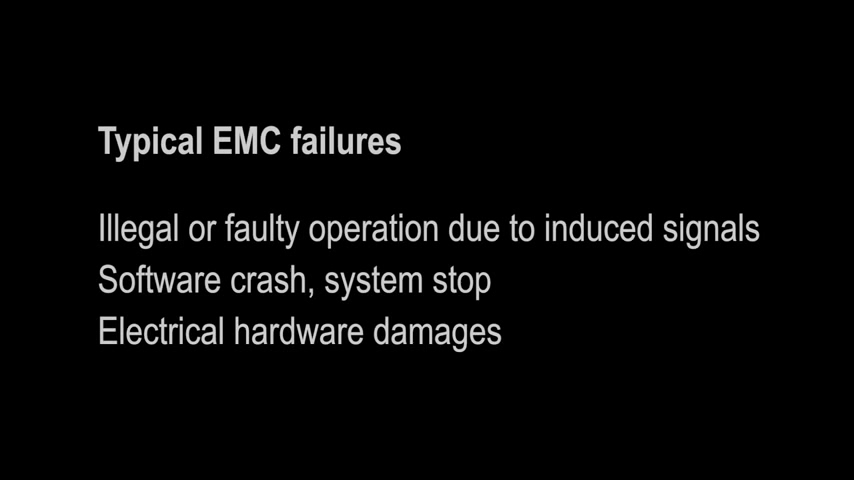 Typical EMC failures
Illegal or faulty operation due to induced signals
Software crash, system stop
Electrical hardware damages